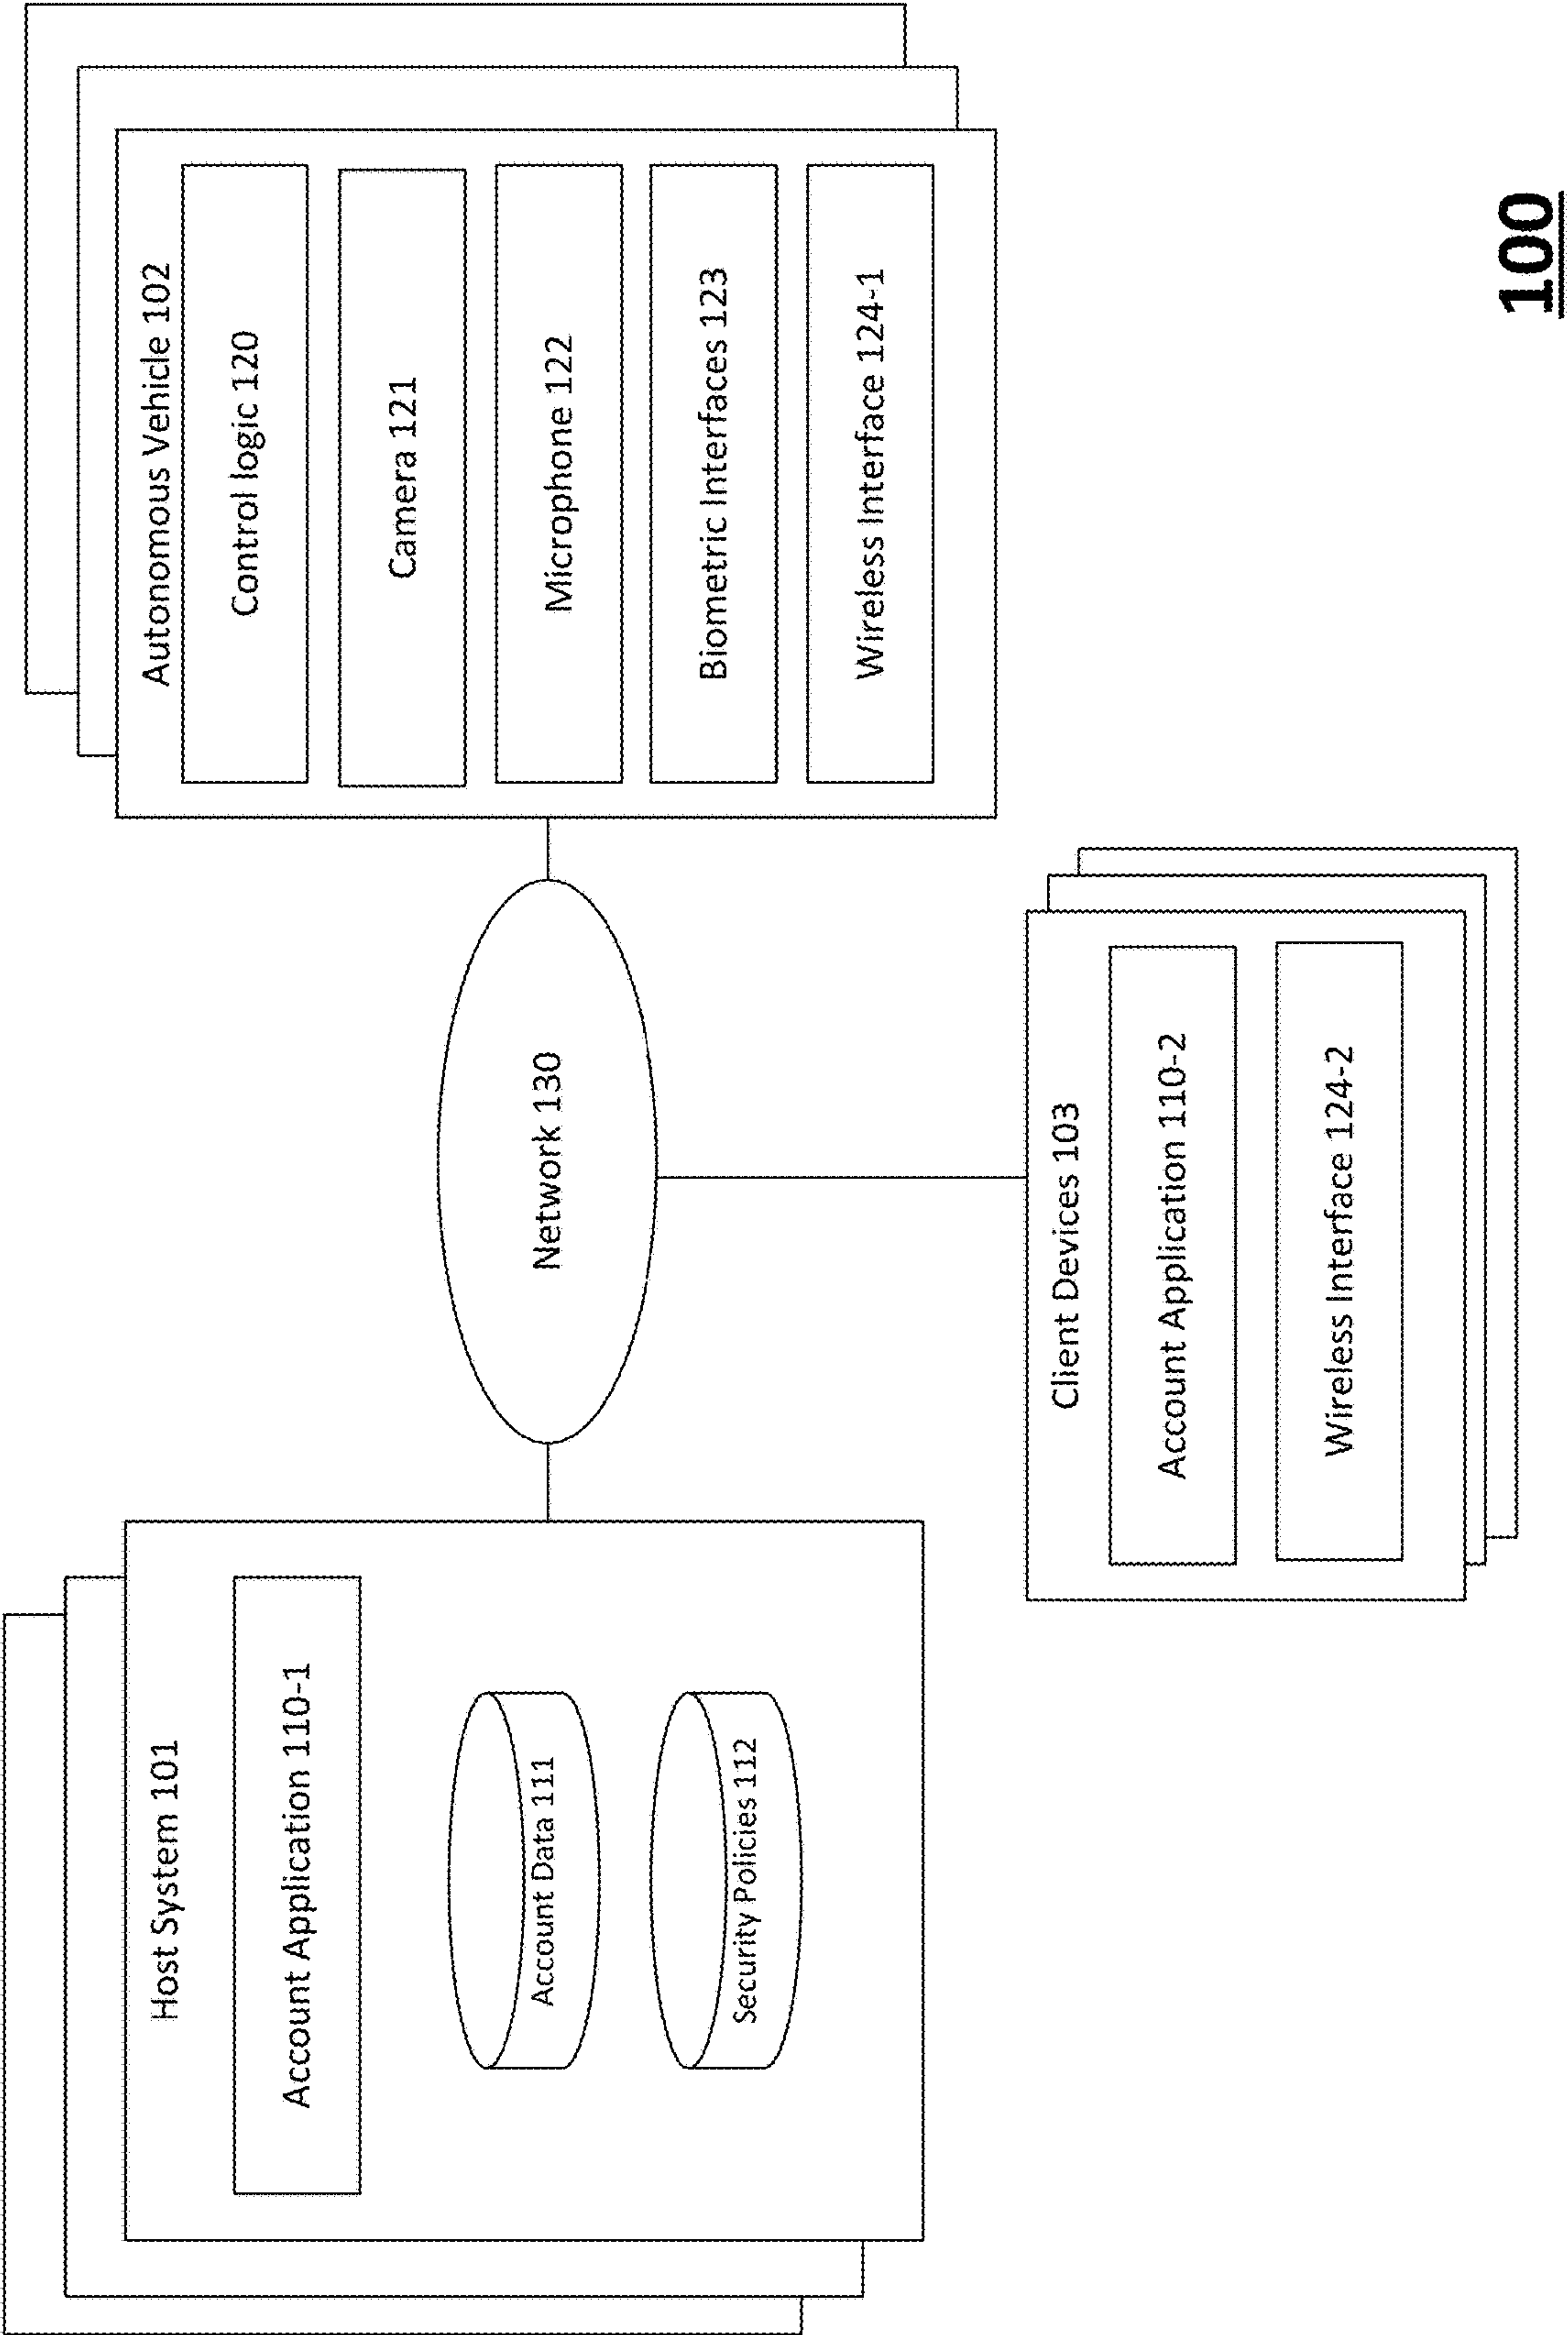 Host System 101
Account Application 110-1
Account Data 111
Security Policies 112
Network 130
Autonomous Vehicle 102
Control logic 120
Camera 121
Microphone 122
Biometric Interfaces 123
Wireless Interface 124-1
Client Devices 103
Account Application 110-2
Wireless Interface 124-2
100